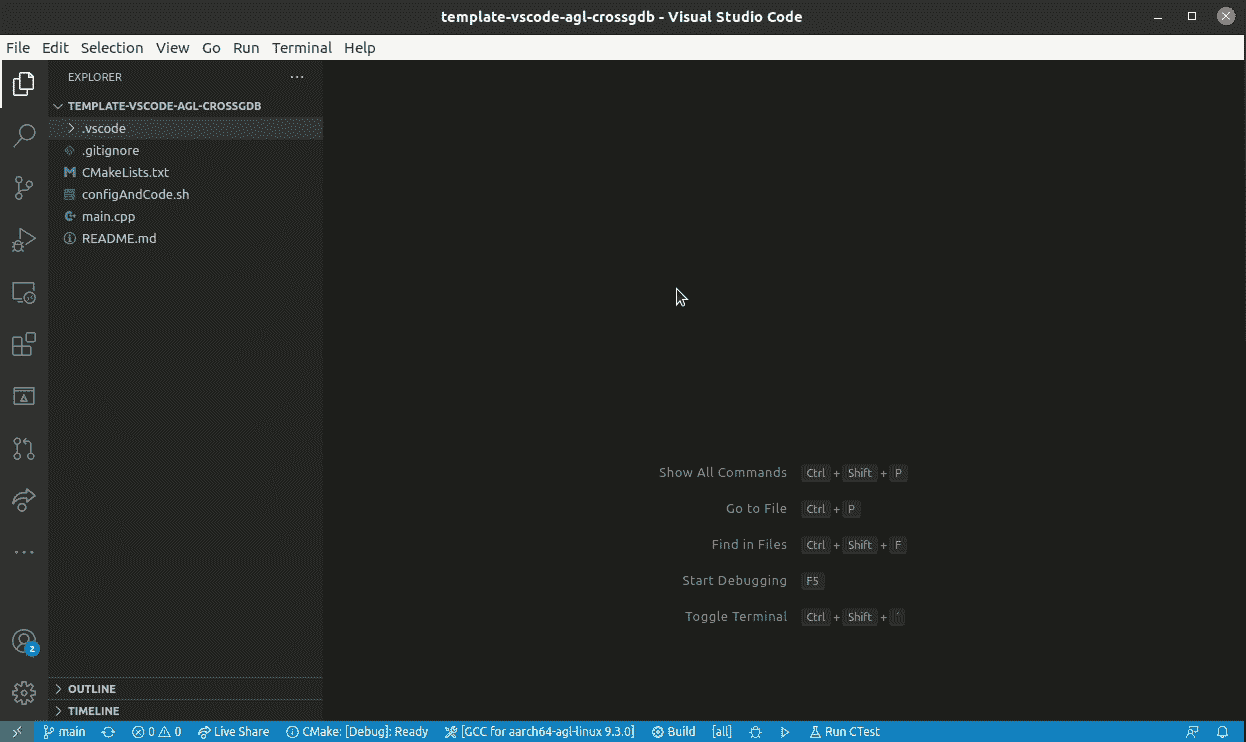 template-vscode-agl-crossgdb - Visual Studio Code
File Edit Selection View Go Run Terminal Help
EXPLORER
TEMPLATE-VSCODE-AGL-CROSSGDB
.vscode
.gitignore
CMakeLists.txt
configAndCode.sh
main.cpp
README.md
Show All Commands Ctrl + Shift + P
Go to File Ctrl + P
Find in Files Ctrl + Shift + F
Start Debugging F5
Toggle Terminal Ctrl + Shift +
2
OUTLINE
TIMELINE
main 0 0 Live Share CMake: [Debug]: Ready [GCC for aarch64-agl-linux 9.3.0] Build [all] Run CTest